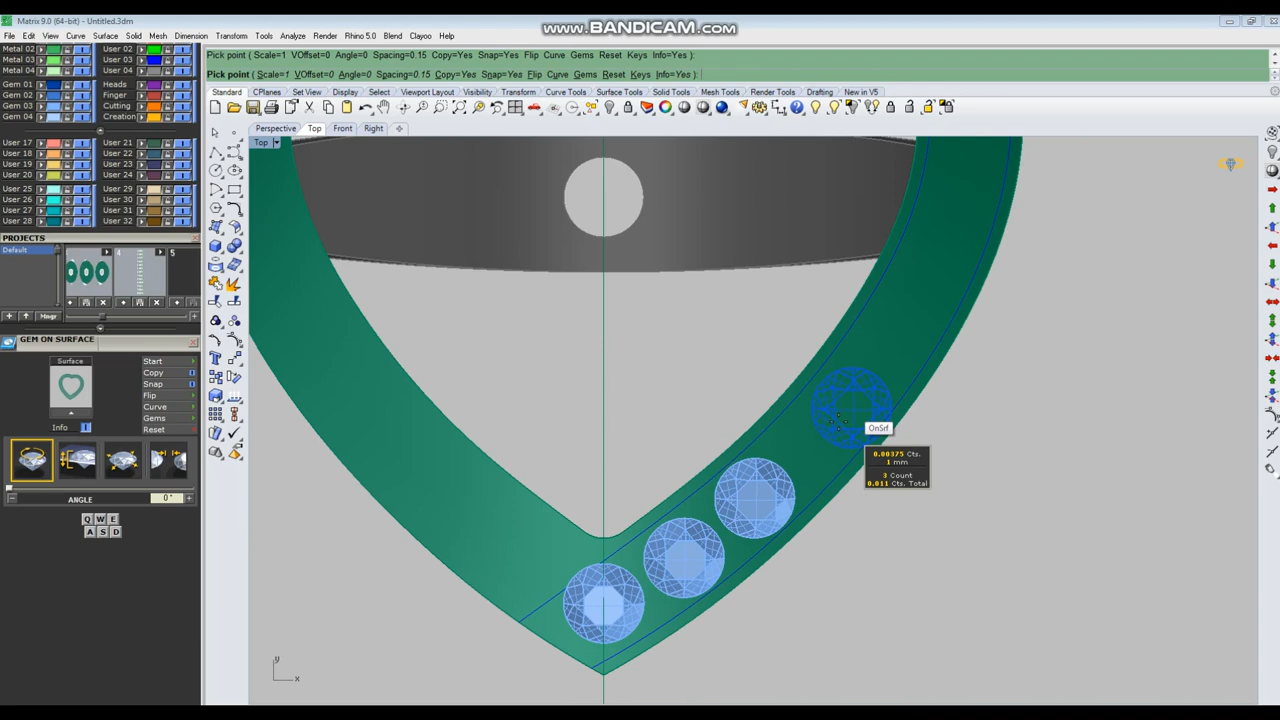 Matrix 9.0 (64-bit) - Untitled.3dm
www.BANDICAM.com
File Edit View Curve Surface Solid Mesh Dimension Transform Tools Analyze Render Rhino 5.0 Blend Clayoo Help
Metal 02 User 02
Metal 03 User 03
Metal 04 User 04
Gem 01 Heads
Gem 02 Finger
Gem 03 Cutting
Gem 04 Creation
User 17 User 21
User 18 User 22
User 19 User 23
User 20 User 24
User 25 User 29
User 26 User 30
User 27 User 31
User 28 User 32
Pick point ( Scale=1 VOffset=0 Angle=0 Spacing=0.15 Copy=Yes Snap=Yes Flip Curve Gems Reset Keys Info=Yes ):
Pick point ( Scale=1 VOffset=0 Angle=0 Spacing=0.15 Copy=Yes Snap=Yes Flip Curve Gems Reset Keys Info=Yes ):
Standard CPlanes Set View Display Select Viewport Layout Visibility Transform Curve Tools Surface Tools Solid Tools Mesh Tools Render Tools Drafting New in V5
Perspective Top Front Right
Top
PROJECTS
Default
4
5
Magr
GEM ON SURFACE
Surface
Info
Start
Copy
Snap
Flip
Curve
Gems
Reset
ANGLE 0°
Q W E
A S D
OnSrf
0.00375 Cts.
1 mm
3 Count
0.011 Cts. Total
y
x